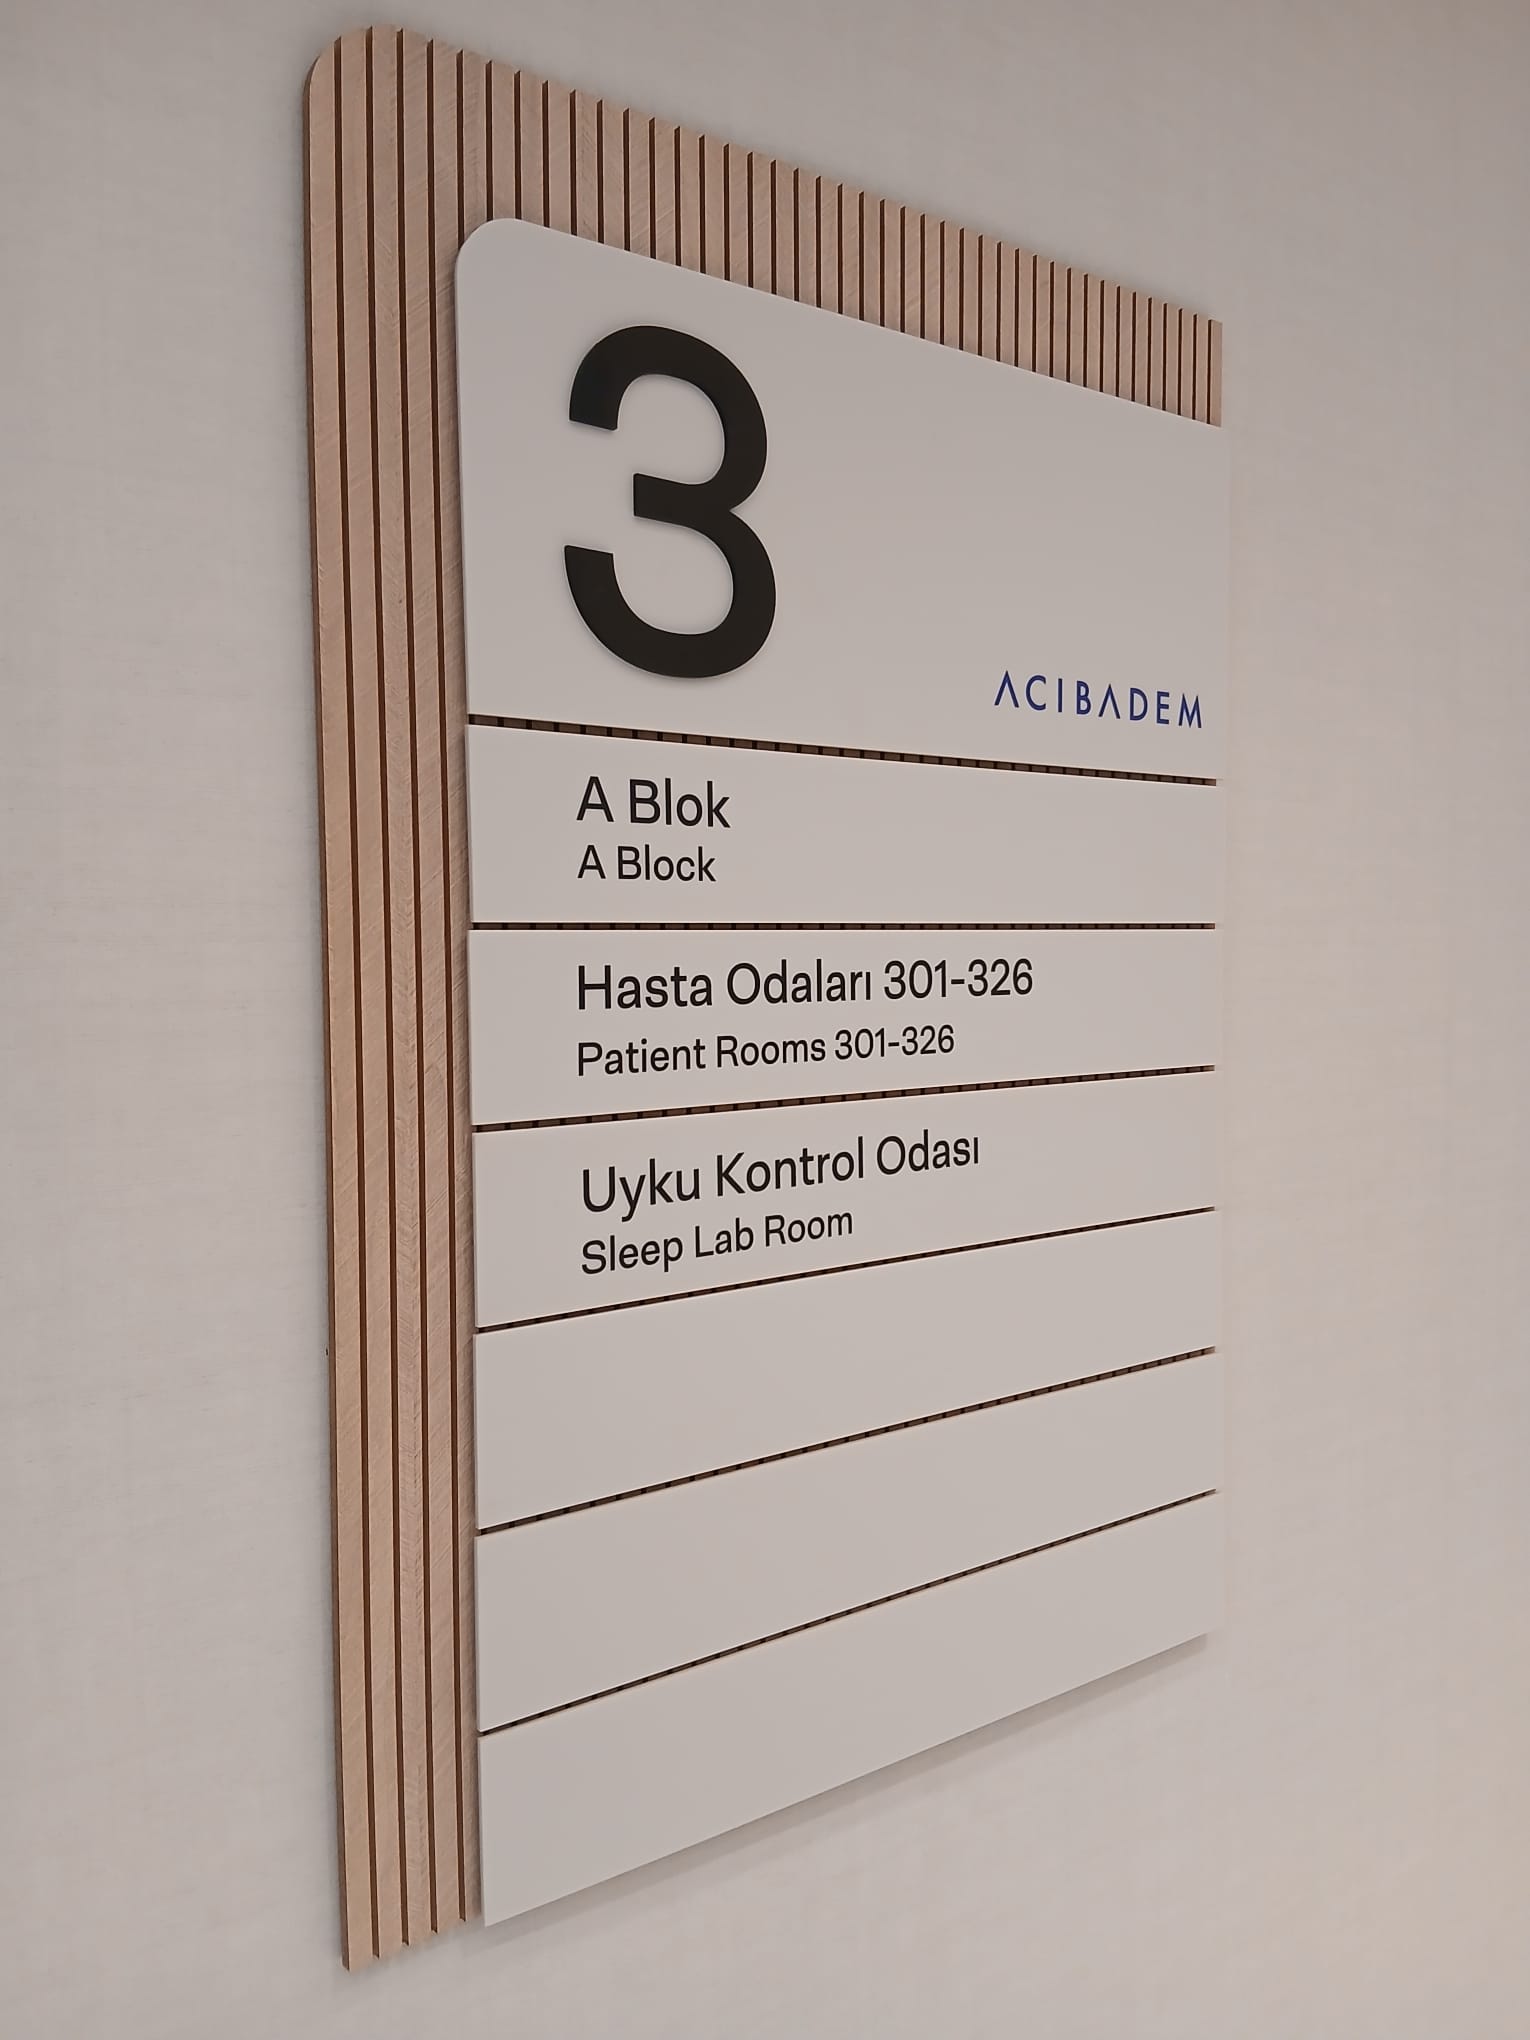 3
ACIBADEM
A Blok
A Block
Hasta Odaları 301-326
Patient Rooms 301-326
Uyku Kontrol Odası
Sleep Lab Room